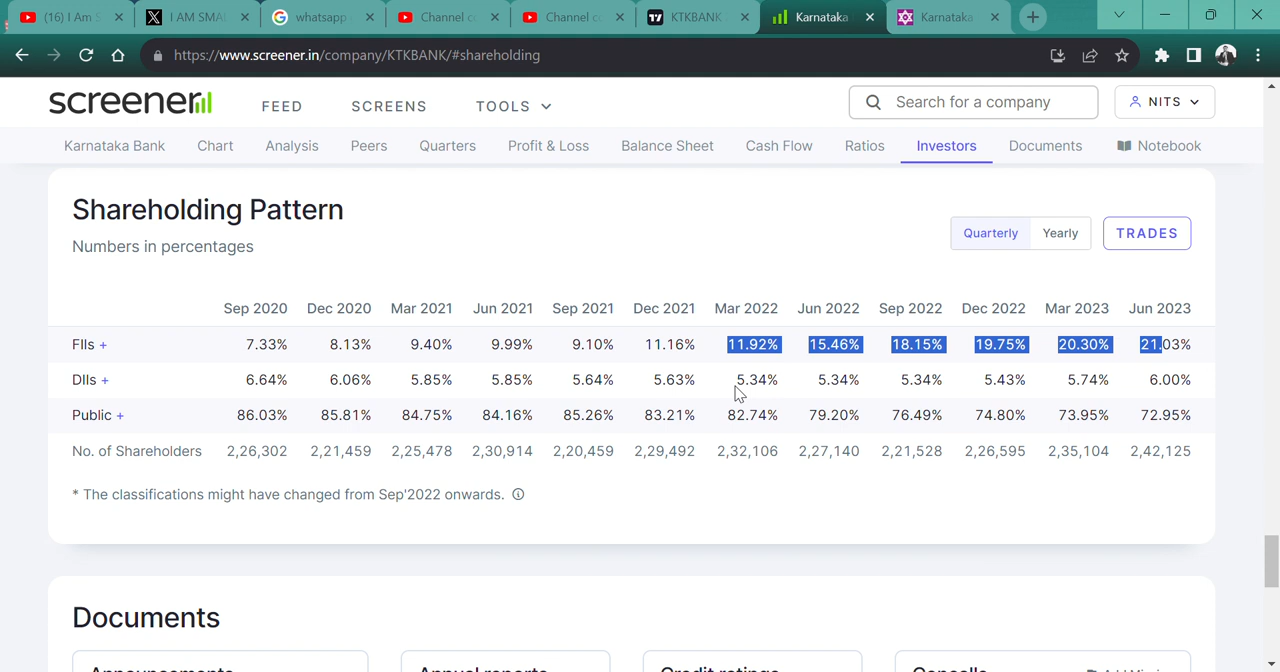 (16) I Am S
I AM SMA
whatsapp
Channel c
Channel c
KTKBANK
Karnataka
Karnataka
https://www.screener.in/company/KTKBANK/#shareholding
screener
FEED
SCREENS
TOOLS
Search for a company
NITS
Karnataka Bank Chart Analysis Peers Quarters Profit & Loss Balance Sheet Cash Flow Ratios Investors Documents Notebook
Shareholding Pattern
Numbers in percentages
Quarterly Yearly TRADES
Sep 2020 Dec 2020 Mar 2021 Jun 2021 Sep 2021 Dec 2021 Mar 2022 Jun 2022 Sep 2022 Dec 2022 Mar 2023 Jun 2023
FIIs + 7.33% 8.13% 9.40% 9.99% 9.10% 11.16% 11.92% 15.46% 18.15% 19.75% 20.30% 21.03%
DIIs + 6.64% 6.06% 5.85% 5.85% 5.64% 5.63% 5.34% 5.34% 5.34% 5.43% 5.74% 6.00%
Public + 86.03% 85.81% 84.75% 84.16% 85.26% 83.21% 82.74% 79.20% 76.49% 74.80% 73.95% 72.95%
No. of Shareholders 2,26,302 2,21,459 2,25,478 2,30,914 2,20,459 2,29,492 2,32,106 2,27,140 2,21,528 2,26,595 2,35,104 2,42,125
* The classifications might have changed from Sep'2022 onwards.
Documents
Announcements Annual reports Credit ratings Concalls